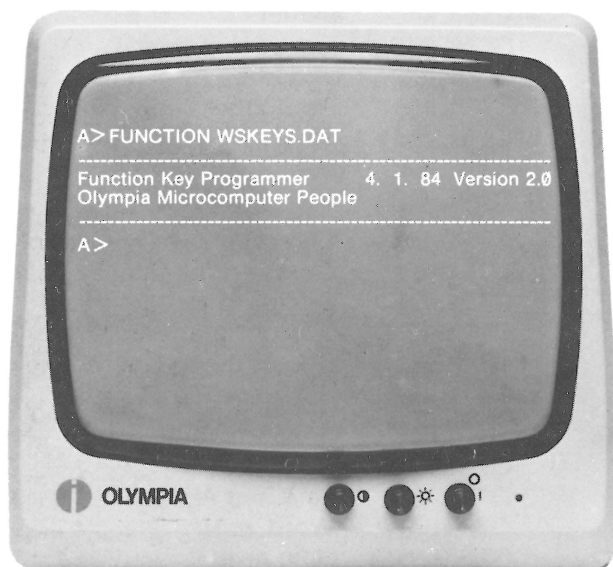 A>FUNCTION WSKEYS.DAT
Function Key Programmer 4. 1. 84 Version 2.0
Olympia Microcomputer People
A>
OLYMPIA